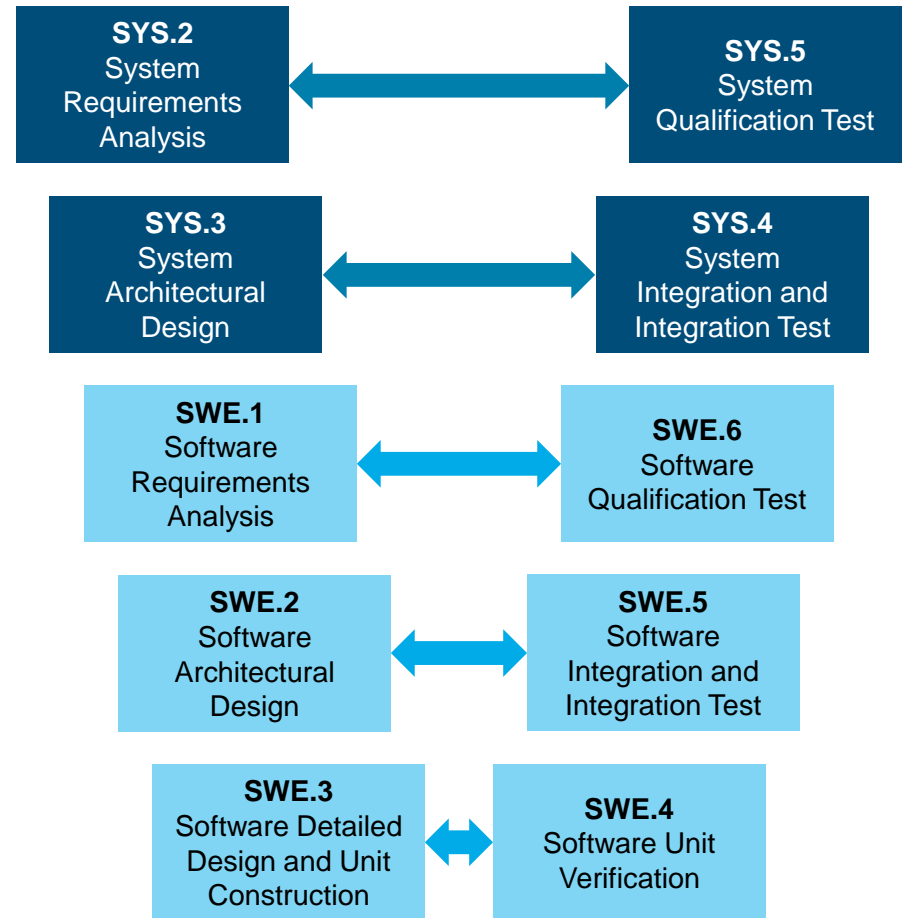 SYS.2
System
Requirements
Analysis
SYS.5
System
Qualification Test
SYS.3
System
Architectural
Design
SYS.4
System
Integration and
Integration Test
SWE.1
Software
Requirements
Analysis
SWE.6
Software
Qualification Test
SWE.2
Software
Architectural
Design
SWE.5
Software
Integration and
Integration Test
SWE.3
Software Detailed
Design and Unit
Construction
SWE.4
Software Unit
Verification